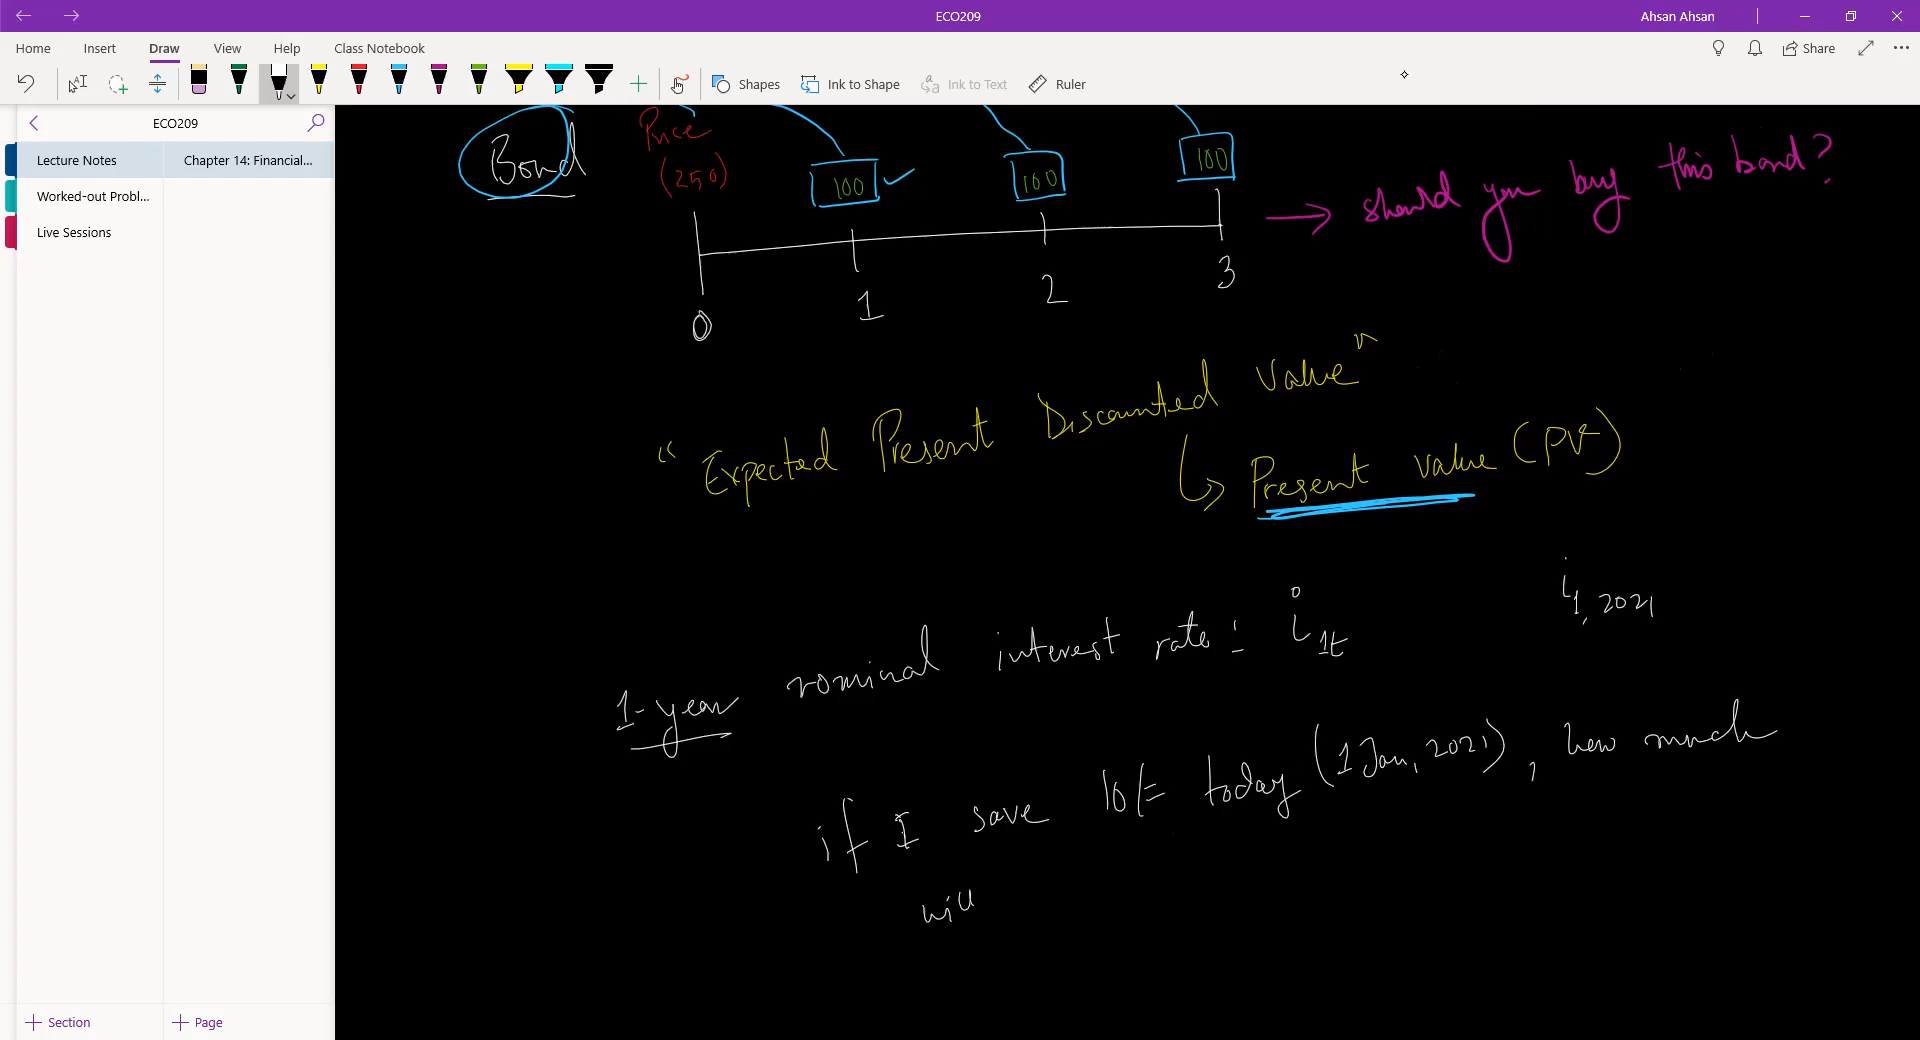 ECO209
Ahsan Ahsan
Home Insert Draw View Help Class Notebook
Share
Shapes Ink to Shape Ink to Text Ruler
ECO209
Lecture Notes
Chapter 14: Financial...
Worked-out Probl...
Live Sessions
Section
Page
Bond
Price
(250)
100 100 100
→ should you buy this bond?
0 1 2 3
"Expected Present Discounted Value"
Present value (PV)
1-year nominal interest rate: i1t
i1, 2021
if I save 10/= today (1 Jan, 2021), how much
will